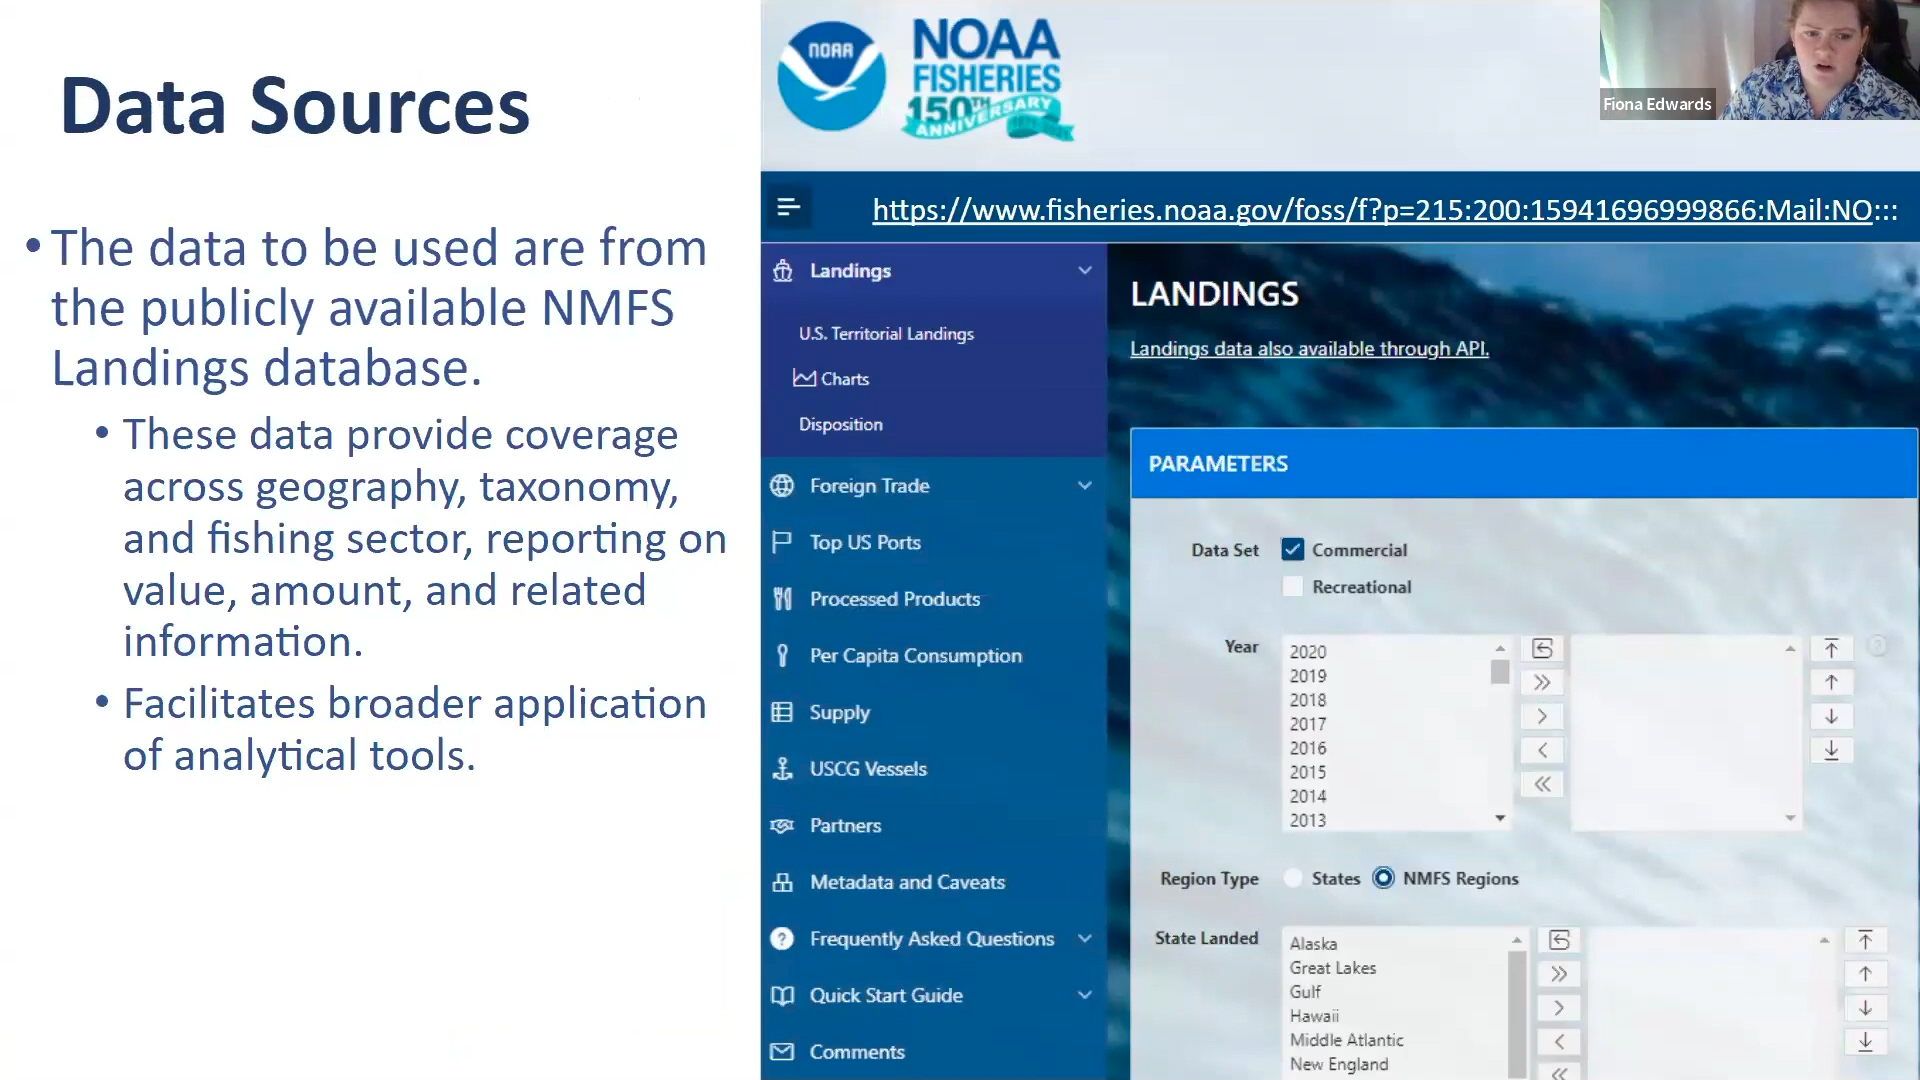 Data Sources
• The data to be used are from
the publicly available NMFS
Landings database.
• These data provide coverage
across geography, taxonomy,
and fishing sector, reporting on
value, amount, and related
information.
• Facilitates broader application
of analytical tools.
NOAA
NOAA
FISHERIES
150TH
ANNIVERSARY
Fiona Edwards
https://www.fisheries.noaa.gov/foss/f?p=215:200:15941696999866:Mail:NO:::
Landings
U.S. Territorial Landings
Charts
Disposition
Foreign Trade
Top US Ports
Processed Products
Per Capita Consumption
Supply
USCG Vessels
Partners
Metadata and Caveats
Frequently Asked Questions
Quick Start Guide
Comments
LANDINGS
Landings data also available through API.
PARAMETERS
Data Set
Commercial
Recreational
Year
2020
2019
2018
2017
2016
2015
2014
2013
Region Type
States
NMFS Regions
State Landed
Alaska
Great Lakes
Gulf
Hawaii
Middle Atlantic
New England